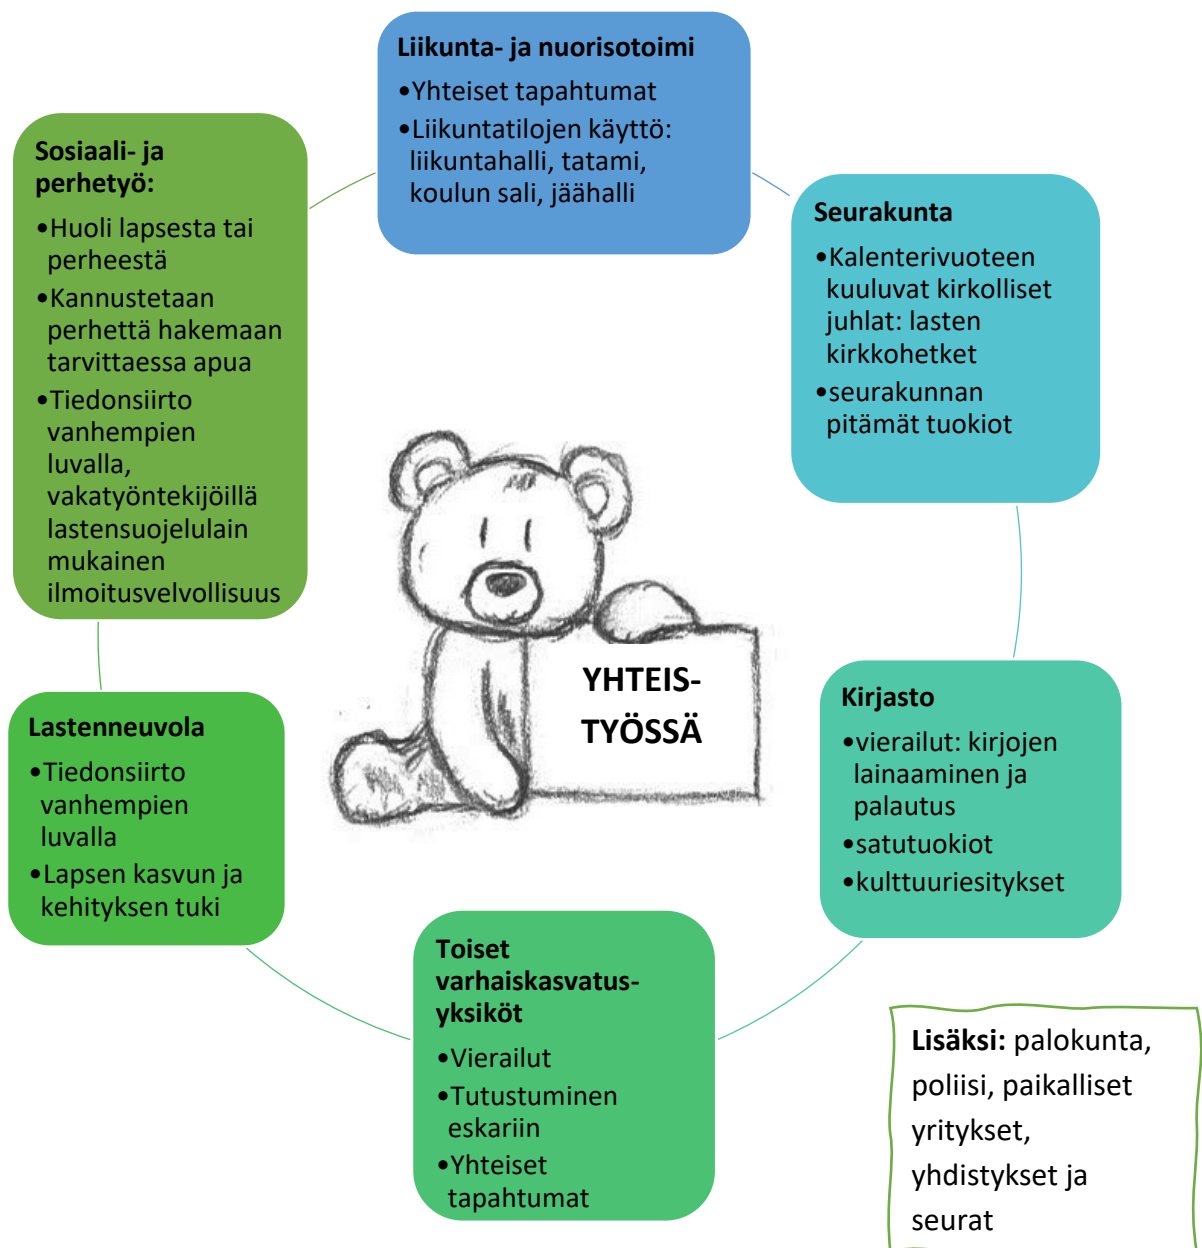 Liikunta- ja nuorisotoimi
•Yhteiset tapahtumat
•Liikuntatilojen käyttö:
liikuntahalli, tatami,
koulun sali, jäähalli
Seurakunta
•Kalenterivuoteen
kuuluvat kirkolliset
juhlat: lasten
kirkkohetket
•seurakunnan
pitämät tuokiot
Kirjasto
•vierailut: kirjojen
lainaaminen ja
palautus
•satutuokiot
•kulttuuriesitykset
Toiset
varhaiskasvatus-
yksiköt
•Vierailut
•Tutustuminen
eskariin
•Yhteiset
tapahtumat
Lastenneuvola
•Tiedonsiirto
vanhempien
luvalla
•Lapsen kasvun ja
kehityksen tuki
Sosiaali- ja
perhetyö:
•Huoli lapsesta tai
perheestä
•Kannustetaan
perhettä hakemaan
tarvittaessa apua
•Tiedonsiirto
vanhempien
luvalla,
vakatyöntekijöillä
lastensuojelulain
mukainen
ilmoitusvelvollisuus
YHTEIS-
TYÖSSÄ
Lisäksi: palokunta,
poliisi, paikalliset
yritykset,
yhdistykset ja
seurat